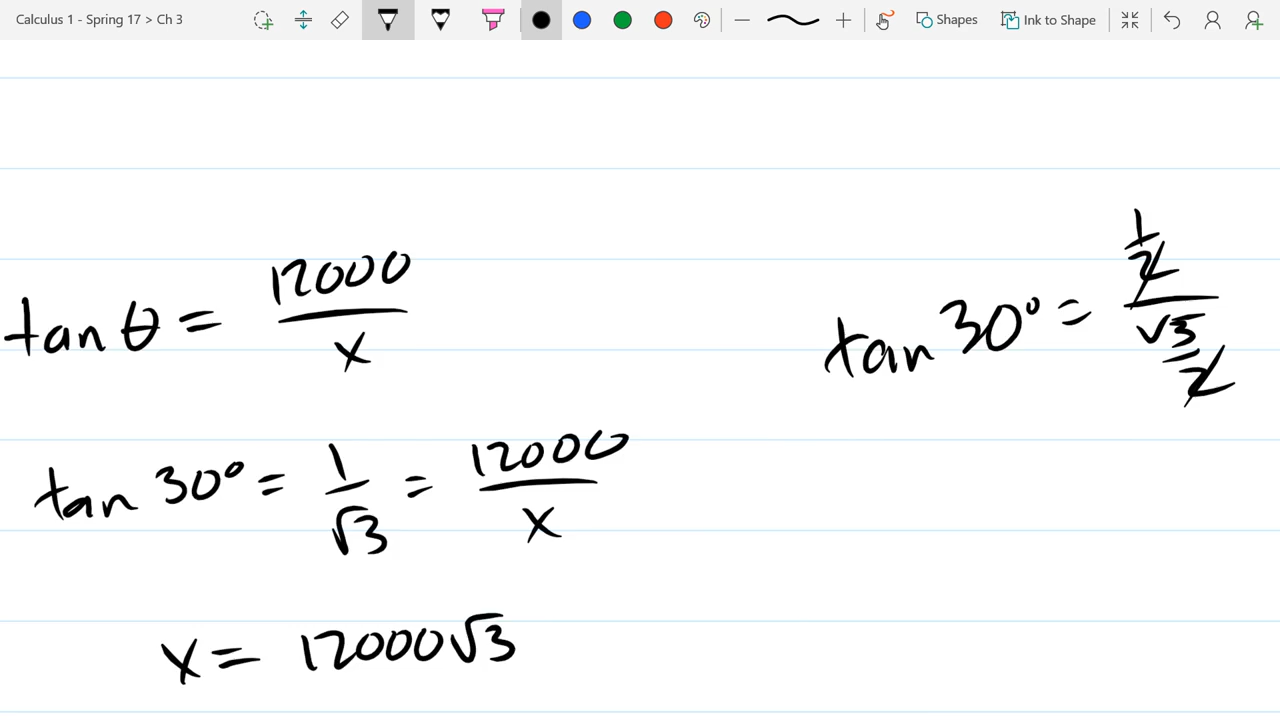 Calculus 1 - Spring 17 > Ch 3
Shapes
Ink to Shape
tan θ = 12000 / x
tan 30° = (1/2) / (√3/2)
tan 30° = 1/√3 = 12000 / x
x = 12000√3